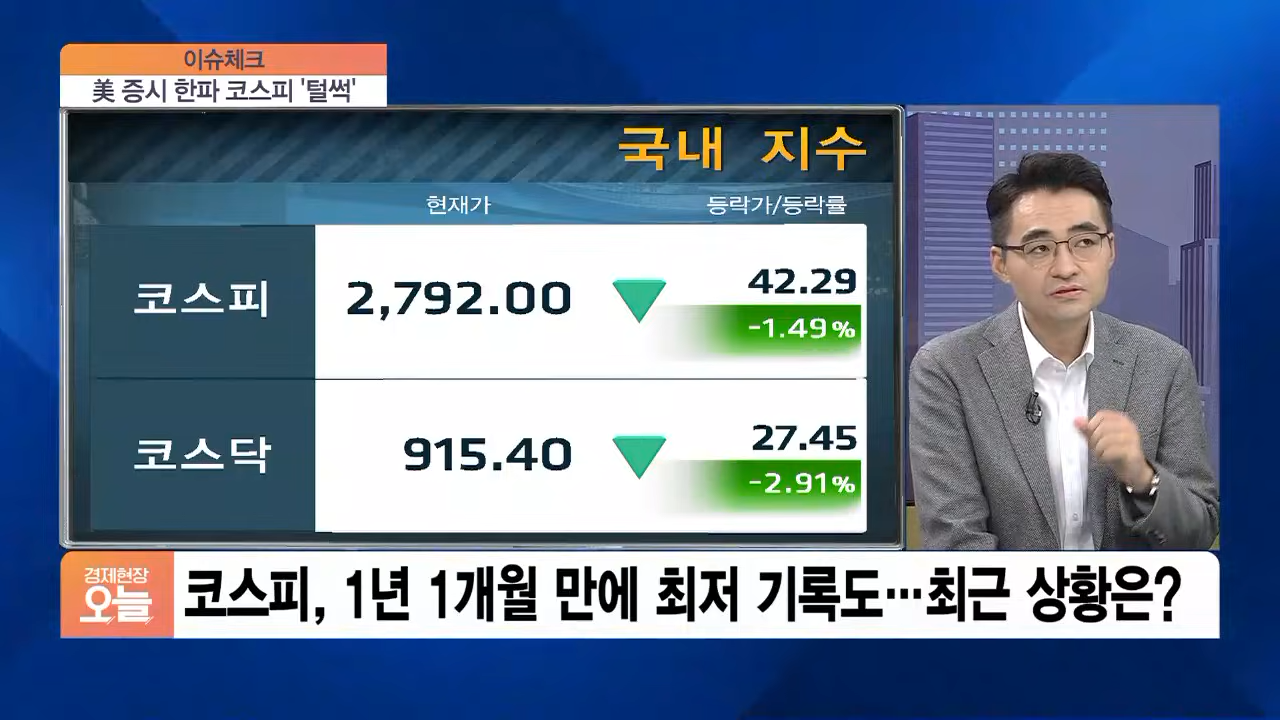 이슈체크
美 증시 한파 코스피 '털썩'
국내 지수
현재가 등락가/등락률
코스피 2,792.00 ▼ 42.29
-1.49%
코스닥 915.40 ▼ 27.45
-2.91%
경제현장
오늘
코스피, 1년 1개월 만에 최저 기록도…최근 상황은?